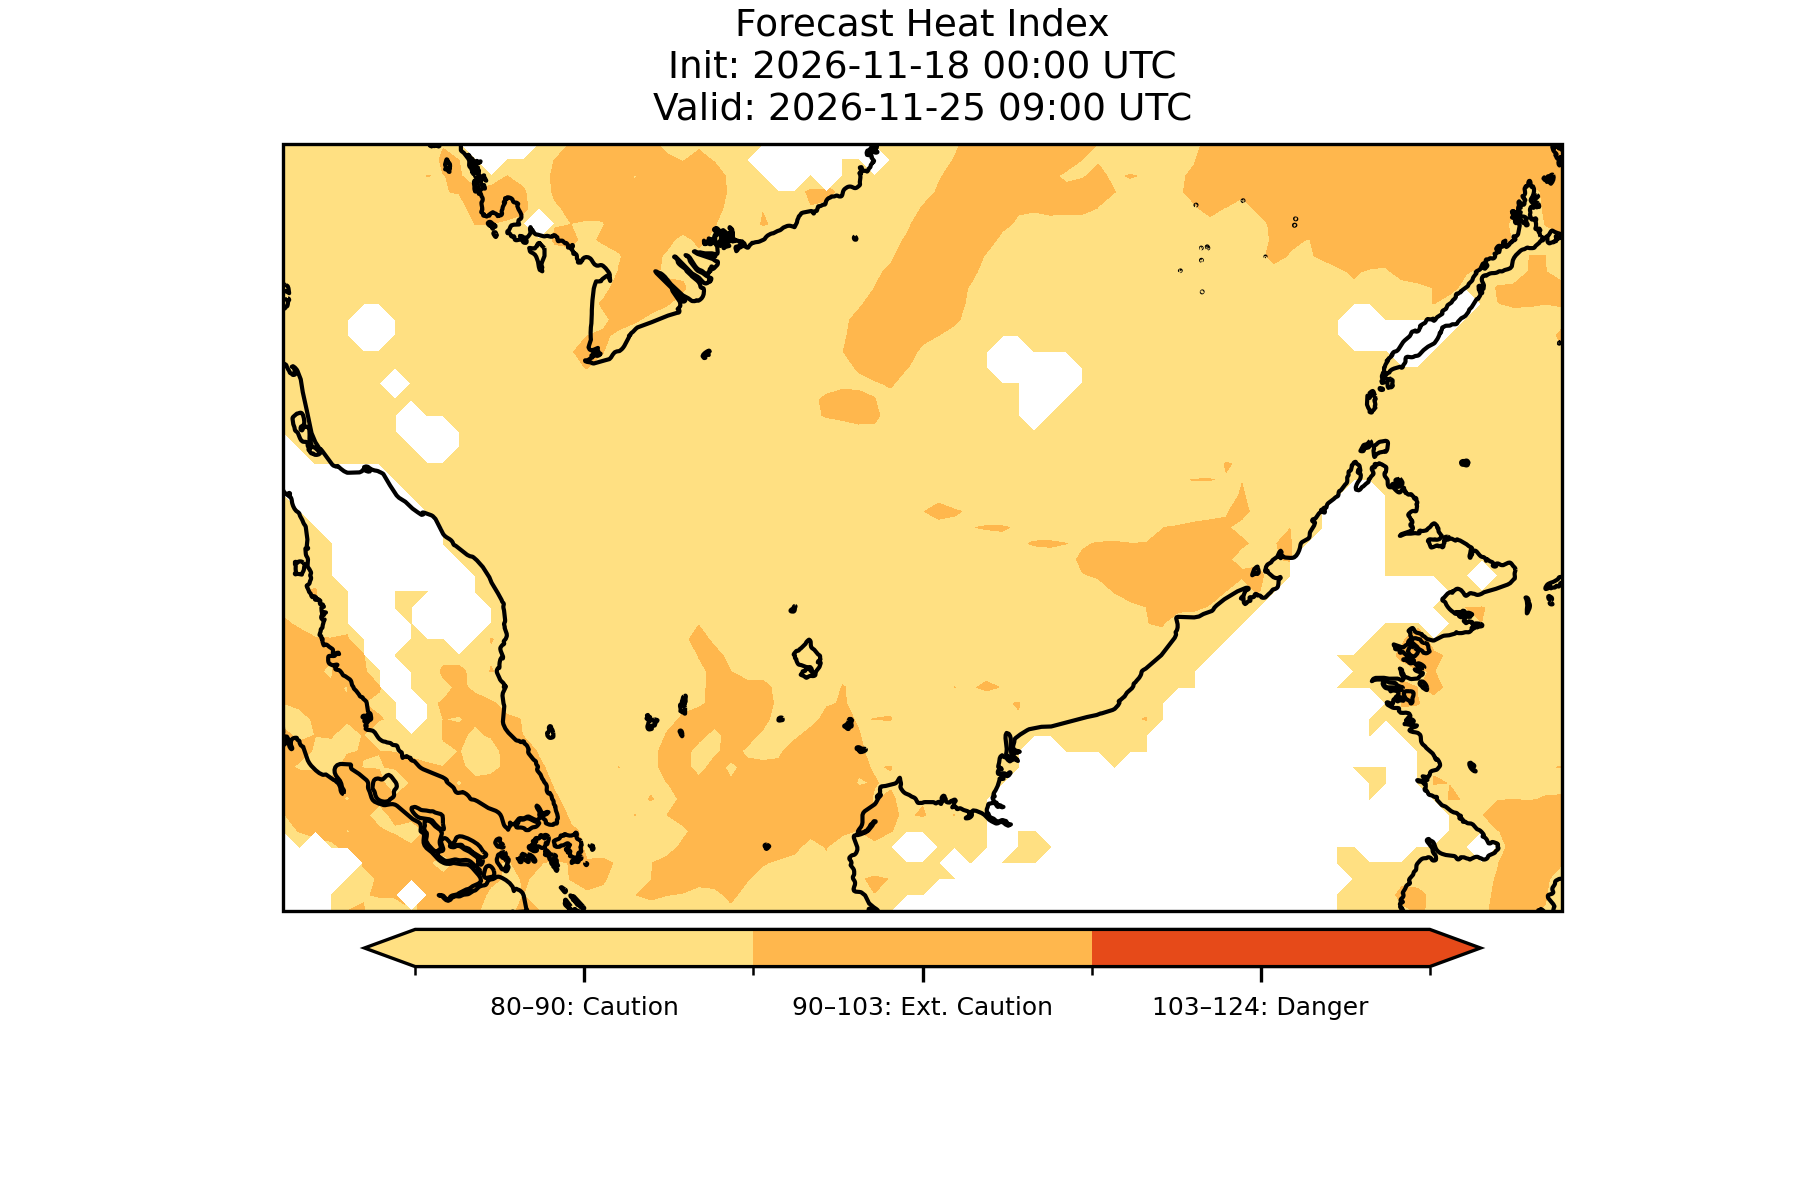 Forecast Heat Index
Init: 2026-11-18 00:00 UTC
Valid: 2026-11-25 09:00 UTC
80–90: Caution
90–103: Ext. Caution
103–124: Danger